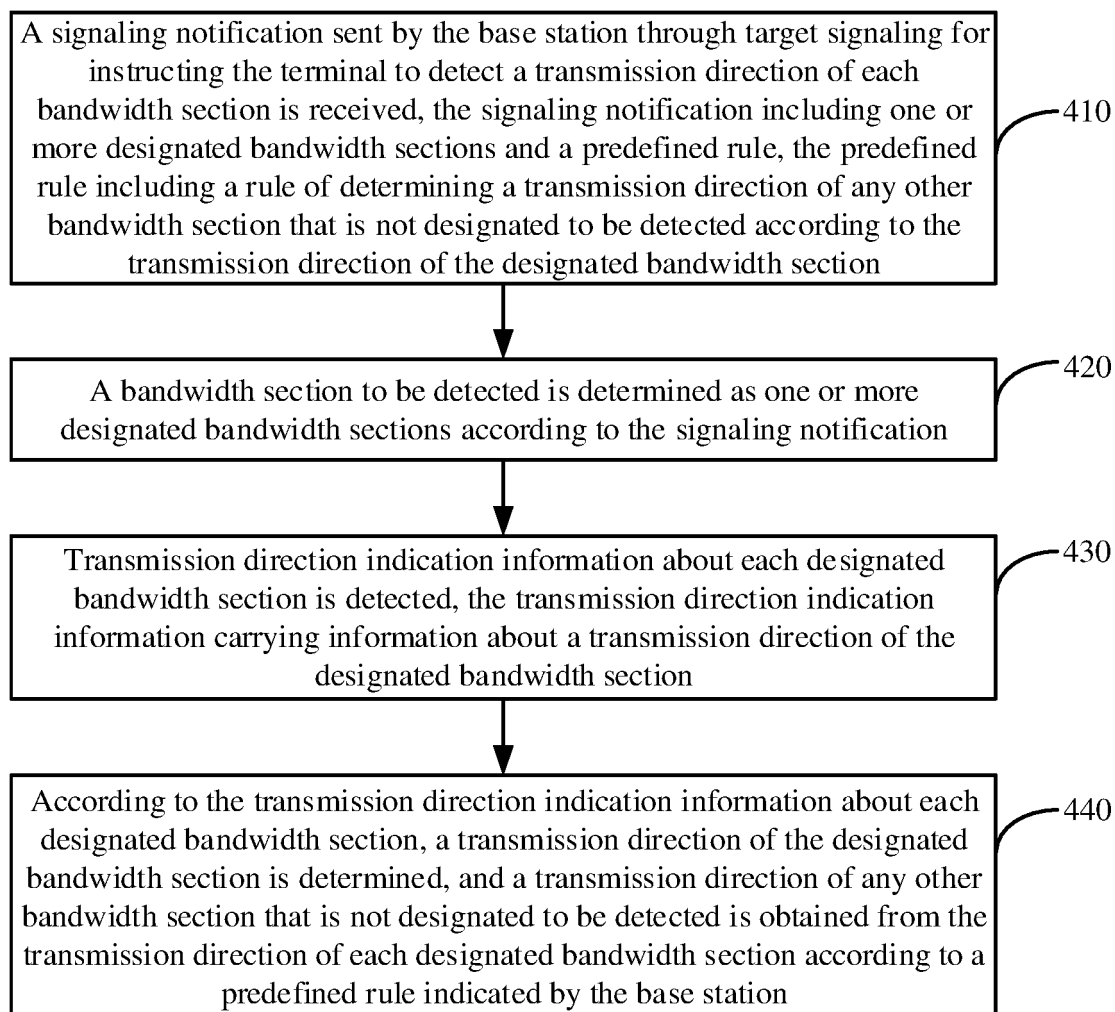 A signaling notification sent by the base station through target signaling for
instructing the terminal to detect a transmission direction of each
bandwidth section is received, the signaling notification including one or
more designated bandwidth sections and a predefined rule, the predefined
rule including a rule of determining a transmission direction of any other
bandwidth section that is not designated to be detected according to the
transmission direction of the designated bandwidth section
410
A bandwidth section to be detected is determined as one or more
designated bandwidth sections according to the signaling notification
420
Transmission direction indication information about each designated
bandwidth section is detected, the transmission direction indication
information carrying information about a transmission direction of the
designated bandwidth section
430
According to the transmission direction indication information about each
designated bandwidth section, a transmission direction of the designated
bandwidth section is determined, and a transmission direction of any other
bandwidth section that is not designated to be detected is obtained from the
transmission direction of each designated bandwidth section according to a
predefined rule indicated by the base station
440